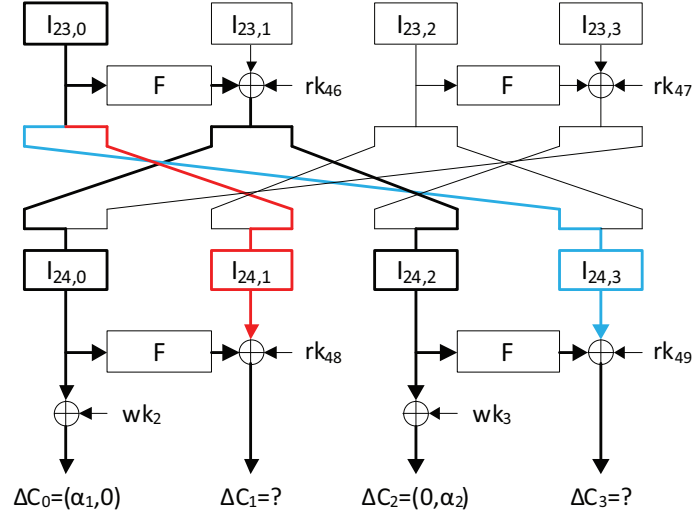 I₂₃,₀ I₂₃,₁ I₂₃,₂ I₂₃,₃
F rk₄₆ F rk₄₇
I₂₄,₀ I₂₄,₁ I₂₄,₂ I₂₄,₃
F rk₄₈ F rk₄₉
wk₂ wk₃
ΔC₀=(α₁,0) ΔC₁=? ΔC₂=(0,α₂) ΔC₃=?